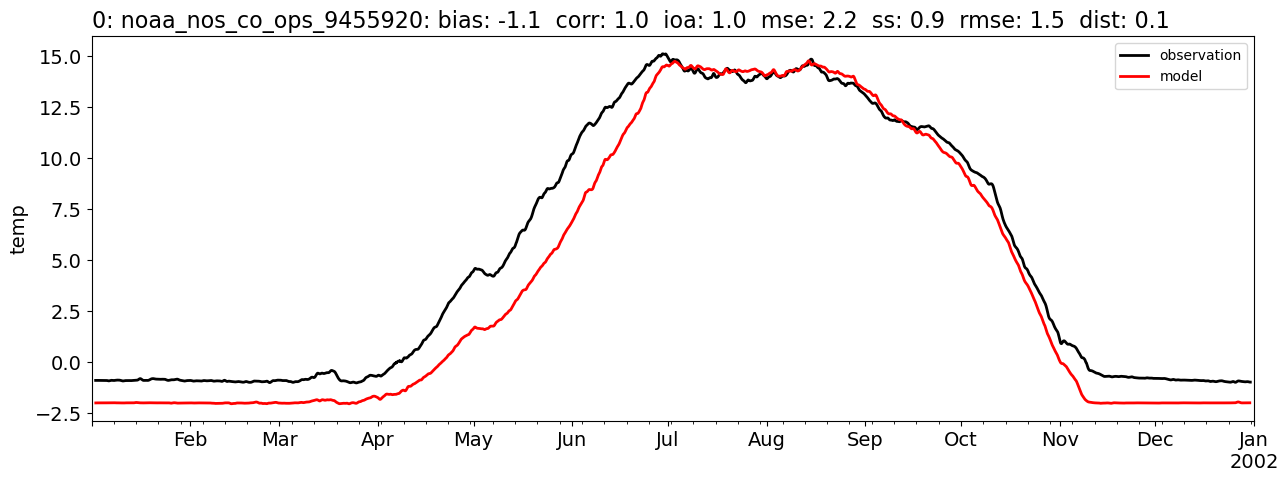 0: noaa_nos_co_ops_9455920: bias: -1.1  corr: 1.0  ioa: 1.0  mse: 2.2  ss: 0.9  rmse: 1.5  dist: 0.1
observation
model
temp
15.0
12.5
10.0
7.5
5.0
2.5
0.0
−2.5
Feb Mar Apr May Jun Jul Aug Sep Oct Nov Dec Jan
2002